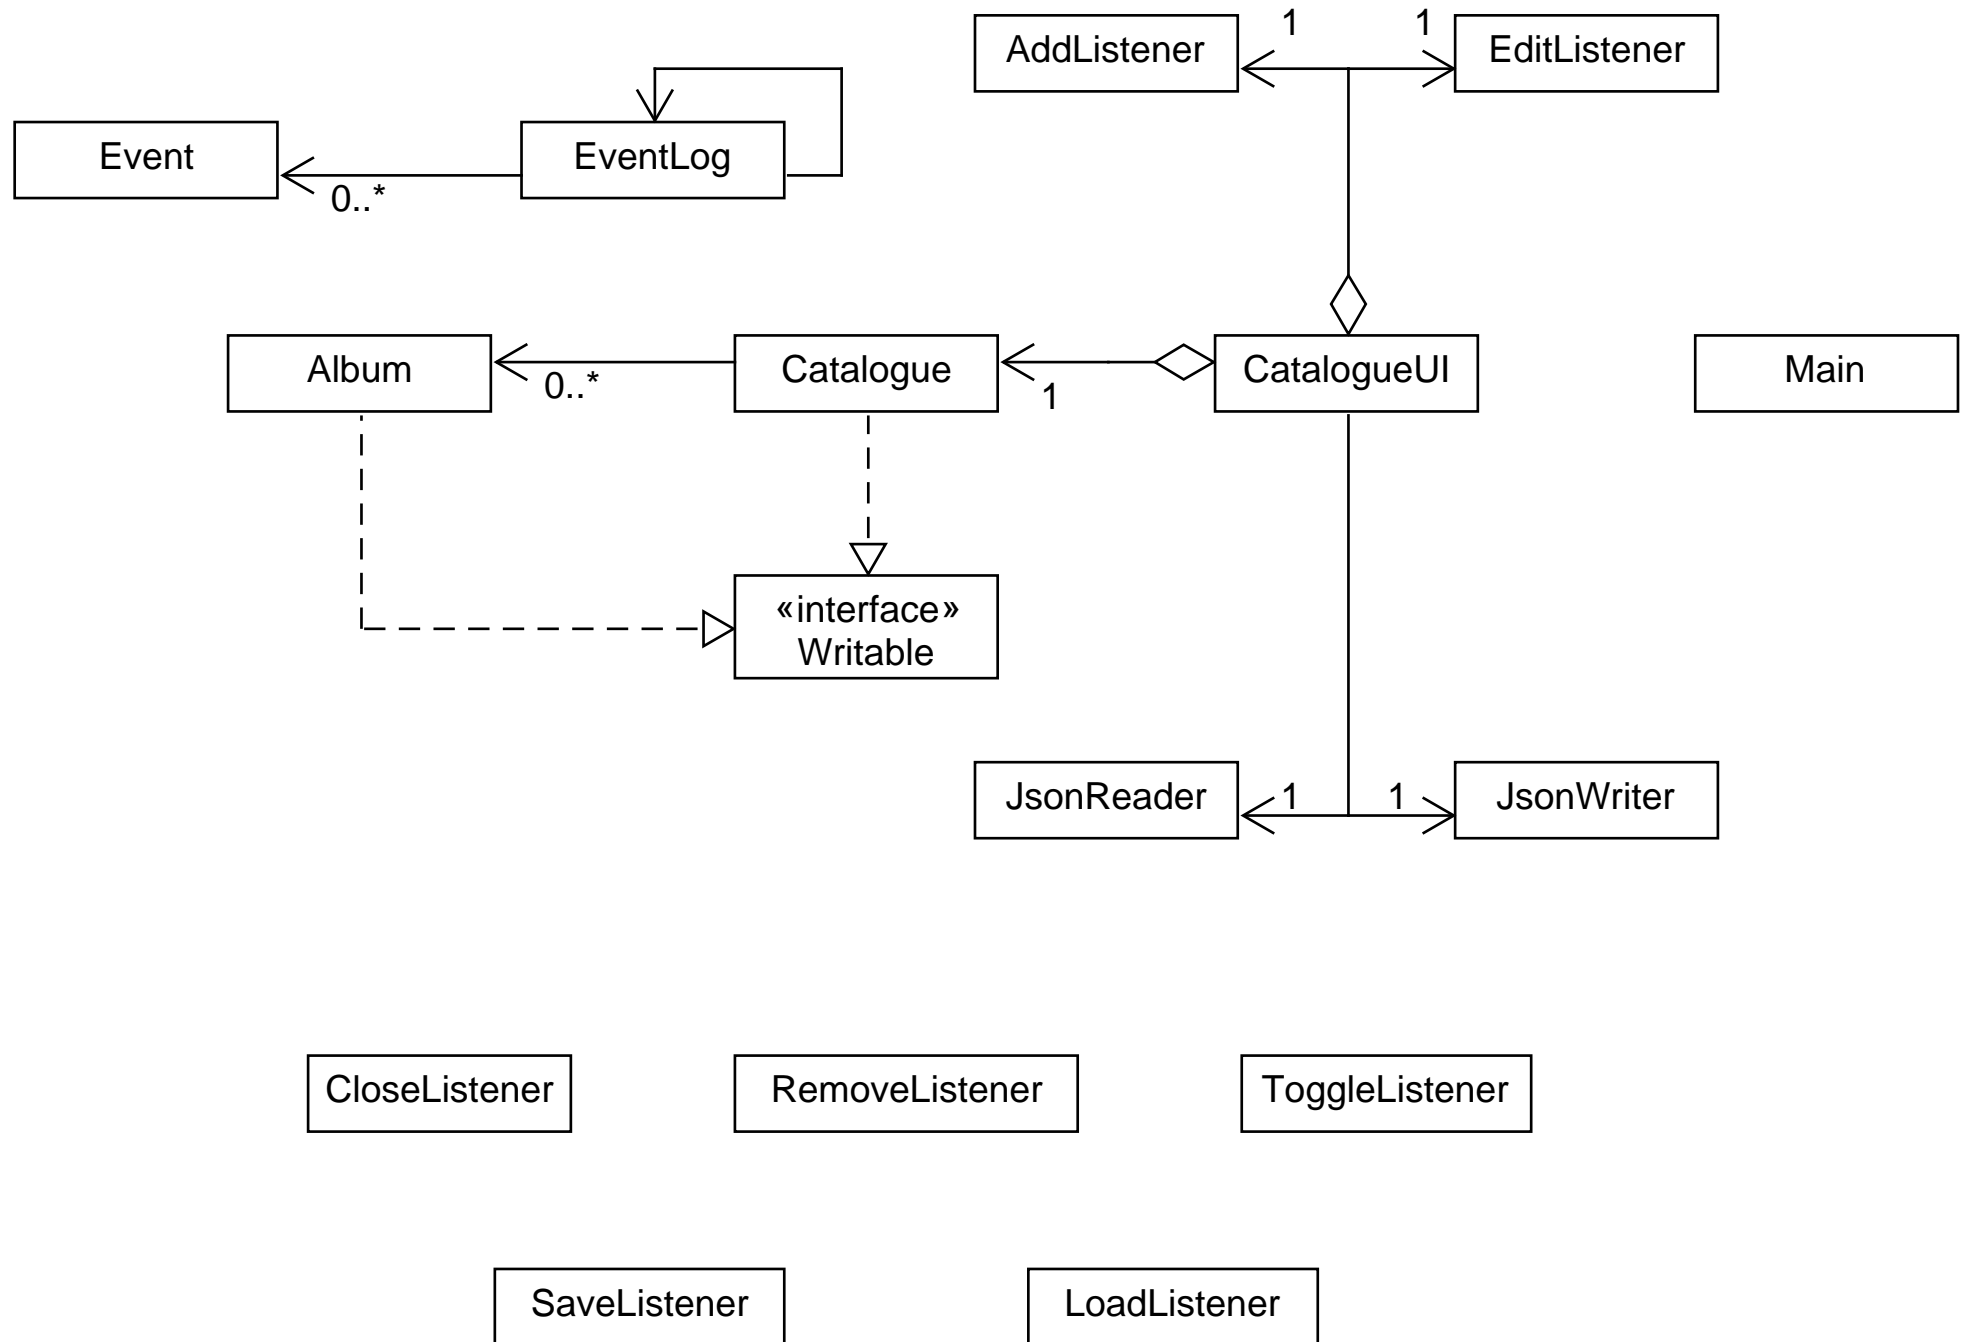 1
1
AddListener
EditListener
Event
EventLog
0..*
Album
Catalogue
CatalogueUI
Main
0..*
1
«interface»
Writable
JsonReader
1
1
JsonWriter
CloseListener
RemoveListener
ToggleListener
SaveListener
LoadListener